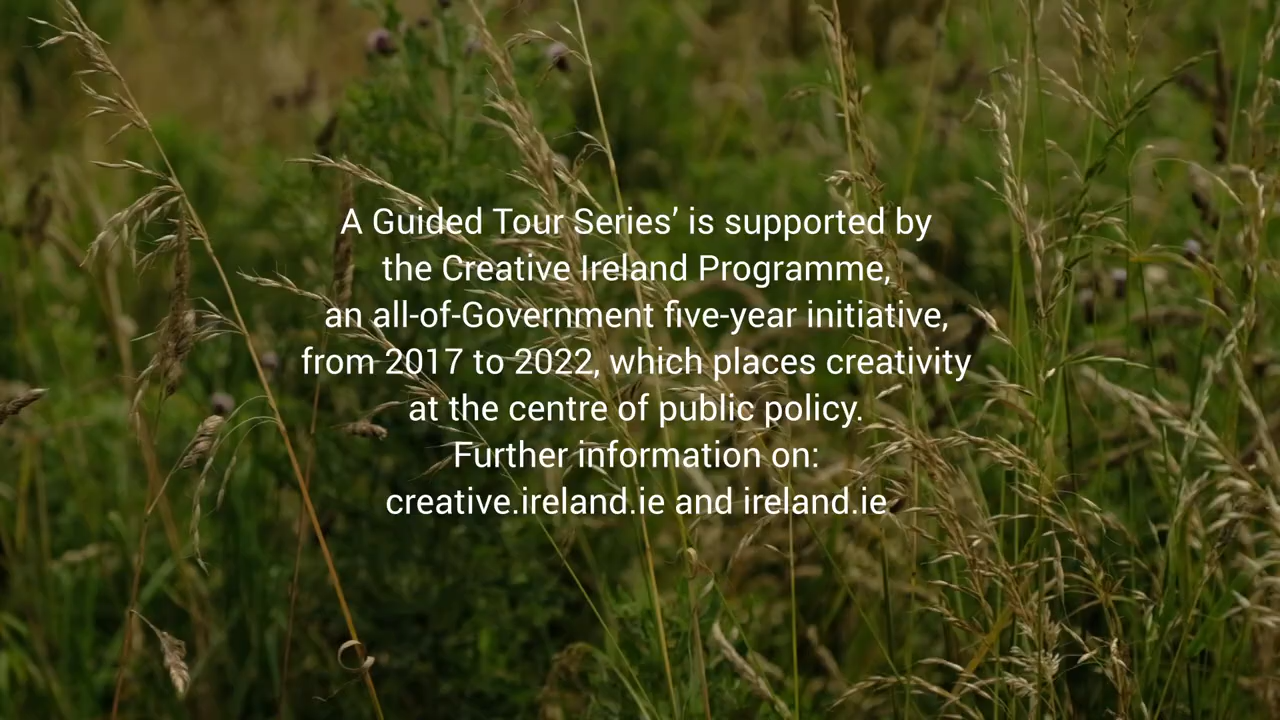 A Guided Tour Series’ is supported by
the Creative Ireland Programme,
an all-of-Government five-year initiative,
from 2017 to 2022, which places creativity
at the centre of public policy.
Further information on:
creative.ireland.ie and ireland.ie